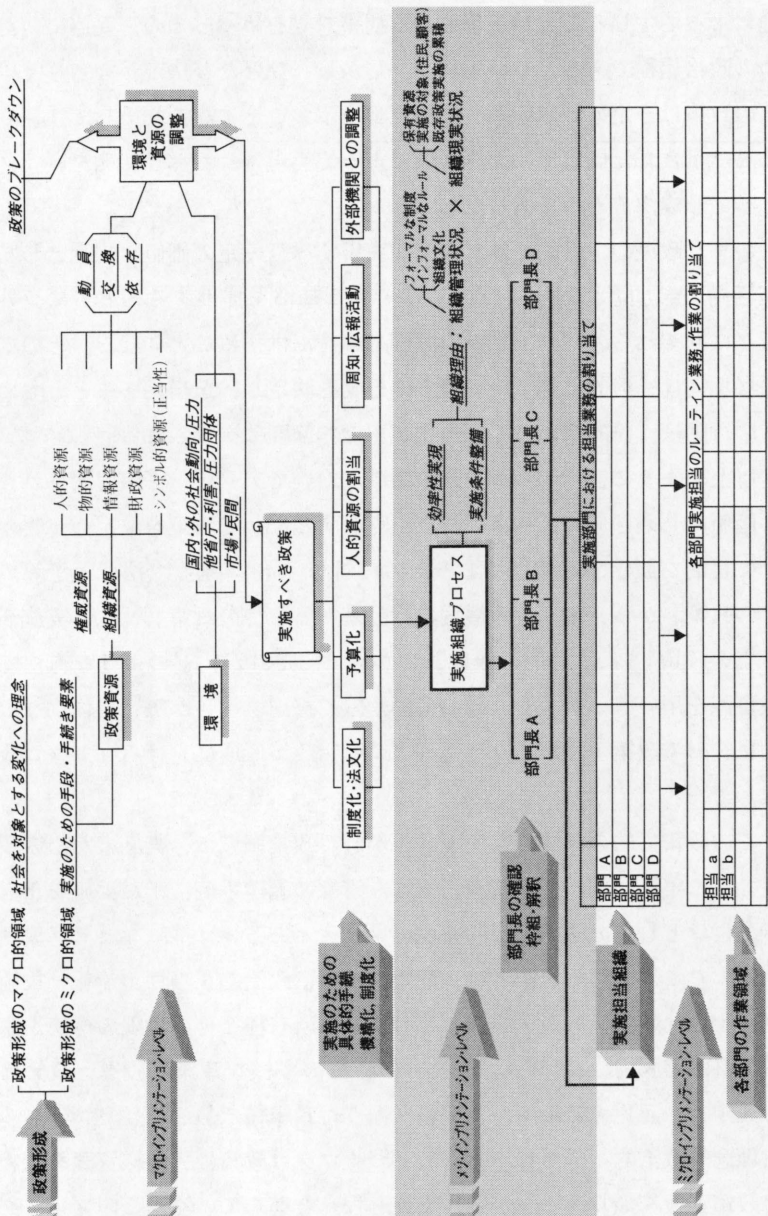 政策形成
政策形成のマクロ的領域 社会を対象とする変化への理念
政策形成のミクロ的領域 実施のための手段・手続き要素
政策のブレークダウン
マクロ・インプリメンテーション・レベル
政策資源
権威資源
組織資源
人的資源
物的資源
情報資源
財政資源
シンボル的資源(正当性)
動員
交換
依存
環境と
資源の
調整
環境
国内・外の社会動向・圧力
他省庁・利害, 圧力団体
市場・民間
実施すべき政策
実施のための
具体的手続
機構化, 制度化
制度化・法文化
予算化
人的資源の割当
周知・広報活動
外部機関との調整
メソ・インプリメンテーション・レベル
実施組織プロセス
効率性実現
実施条件整備
組織理由:
フォーマルな制度
インフォーマルなルール
組織文化
組織管理状況 × 組織現実状況
保有資源
実施の対象(住民,顧客)
既存政策実施の累積
部門長の確認
枠組・解釈
部門長A
部門長B
部門長C
部門長D
実施担当組織
実施部門における担当業務の割り当て
部門A
部門B
部門C
部門D
ミクロ・インプリメンテーション・レベル
各部門の作業領域
各部門実施担当のルーティン業務・作業の割り当て
担当a
担当b